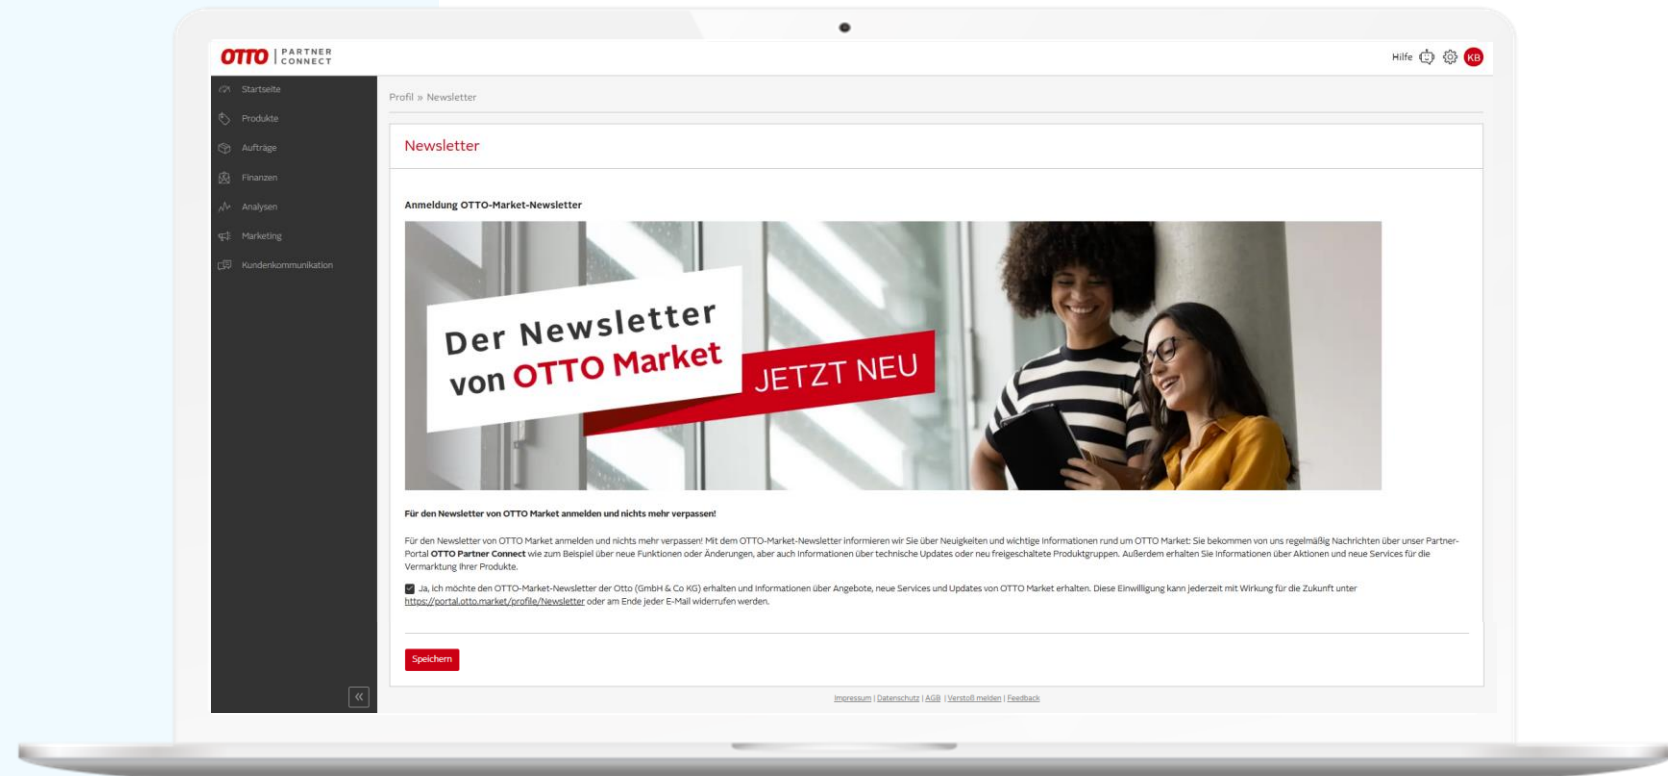 OTTO | PARTNER CONNECT
Hilfe
KB
Startseite
Produkte
Aufträge
Finanzen
Analysen
Marketing
Kundenkommunikation
Profil » Newsletter
Newsletter
Anmeldung OTTO-Market-Newsletter
Der Newsletter
von OTTO Market
JETZT NEU
Für den Newsletter von OTTO Market anmelden und nichts mehr verpassen!
Für den Newsletter von OTTO Market anmelden und nichts mehr verpassen! Mit dem OTTO-Market-Newsletter informieren wir Sie über Neuigkeiten und wichtige Informationen rund um OTTO Market: Sie bekommen von uns regelmäßig Nachrichten über unser Partner-
Portal OTTO Partner Connect wie zum Beispiel über neue Funktionen oder Änderungen, aber auch Informationen über technische Updates oder neu freigeschaltete Produktgruppen. Außerdem erhalten Sie Informationen über Aktionen und neue Services für die
Vermarktung Ihrer Produkte.
Ja, ich möchte den OTTO-Market-Newsletter der Otto (GmbH & Co KG) erhalten und Informationen über Angebote, neue Services und Updates von OTTO Market erhalten. Diese Einwilligung kann jederzeit mit Wirkung für die Zukunft unter
https://portal.otto.market/profile/Newsletter oder am Ende jeder E-Mail widerrufen werden.
Speichern
Impressum | Datenschutz | AGB | Verstoß melden | Feedback